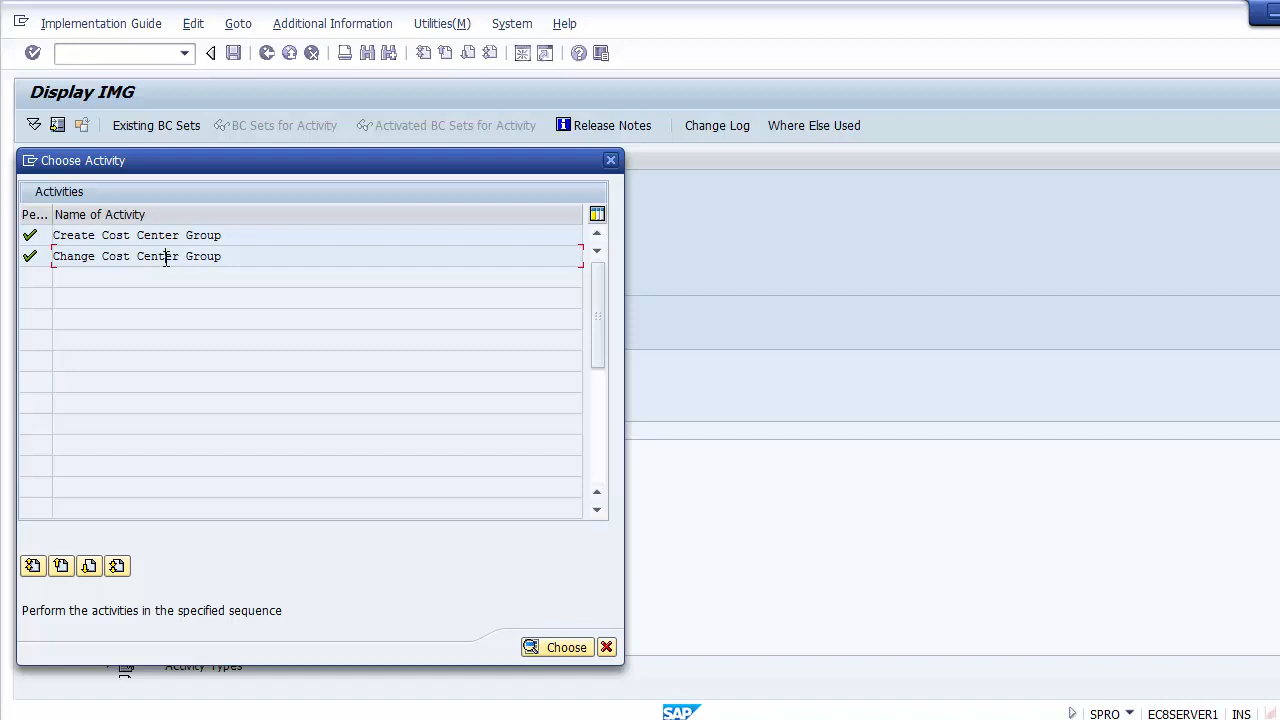 Implementation Guide Edit Goto Additional Information Utilities(M) System Help
Display IMG
Existing BC Sets BC Sets for Activity Activated BC Sets for Activity Release Notes Change Log Where Else Used
Choose Activity
Activities
Pe... Name of Activity
Create Cost Center Group
Change Cost Center Group
Perform the activities in the specified sequence
Choose
Activity Types
SAP SPRO EC8SERVER1 INS